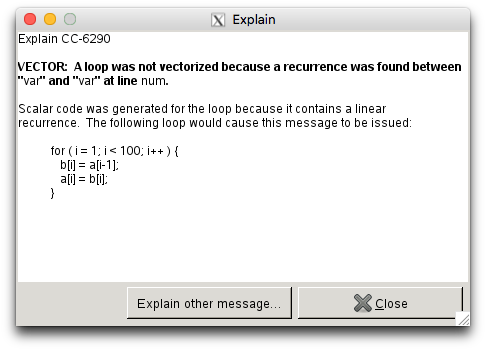 Explain
Explain CC-6290
VECTOR:  A loop was not vectorized because a recurrence was found between
"var" and "var" at line num.
Scalar code was generated for the loop because it contains a linear
recurrence.  The following loop would cause this message to be issued:
for ( i = 1; i < 100; i++ ) {
b[i] = a[i-1];
a[i] = b[i];
}
Explain other message...
Close